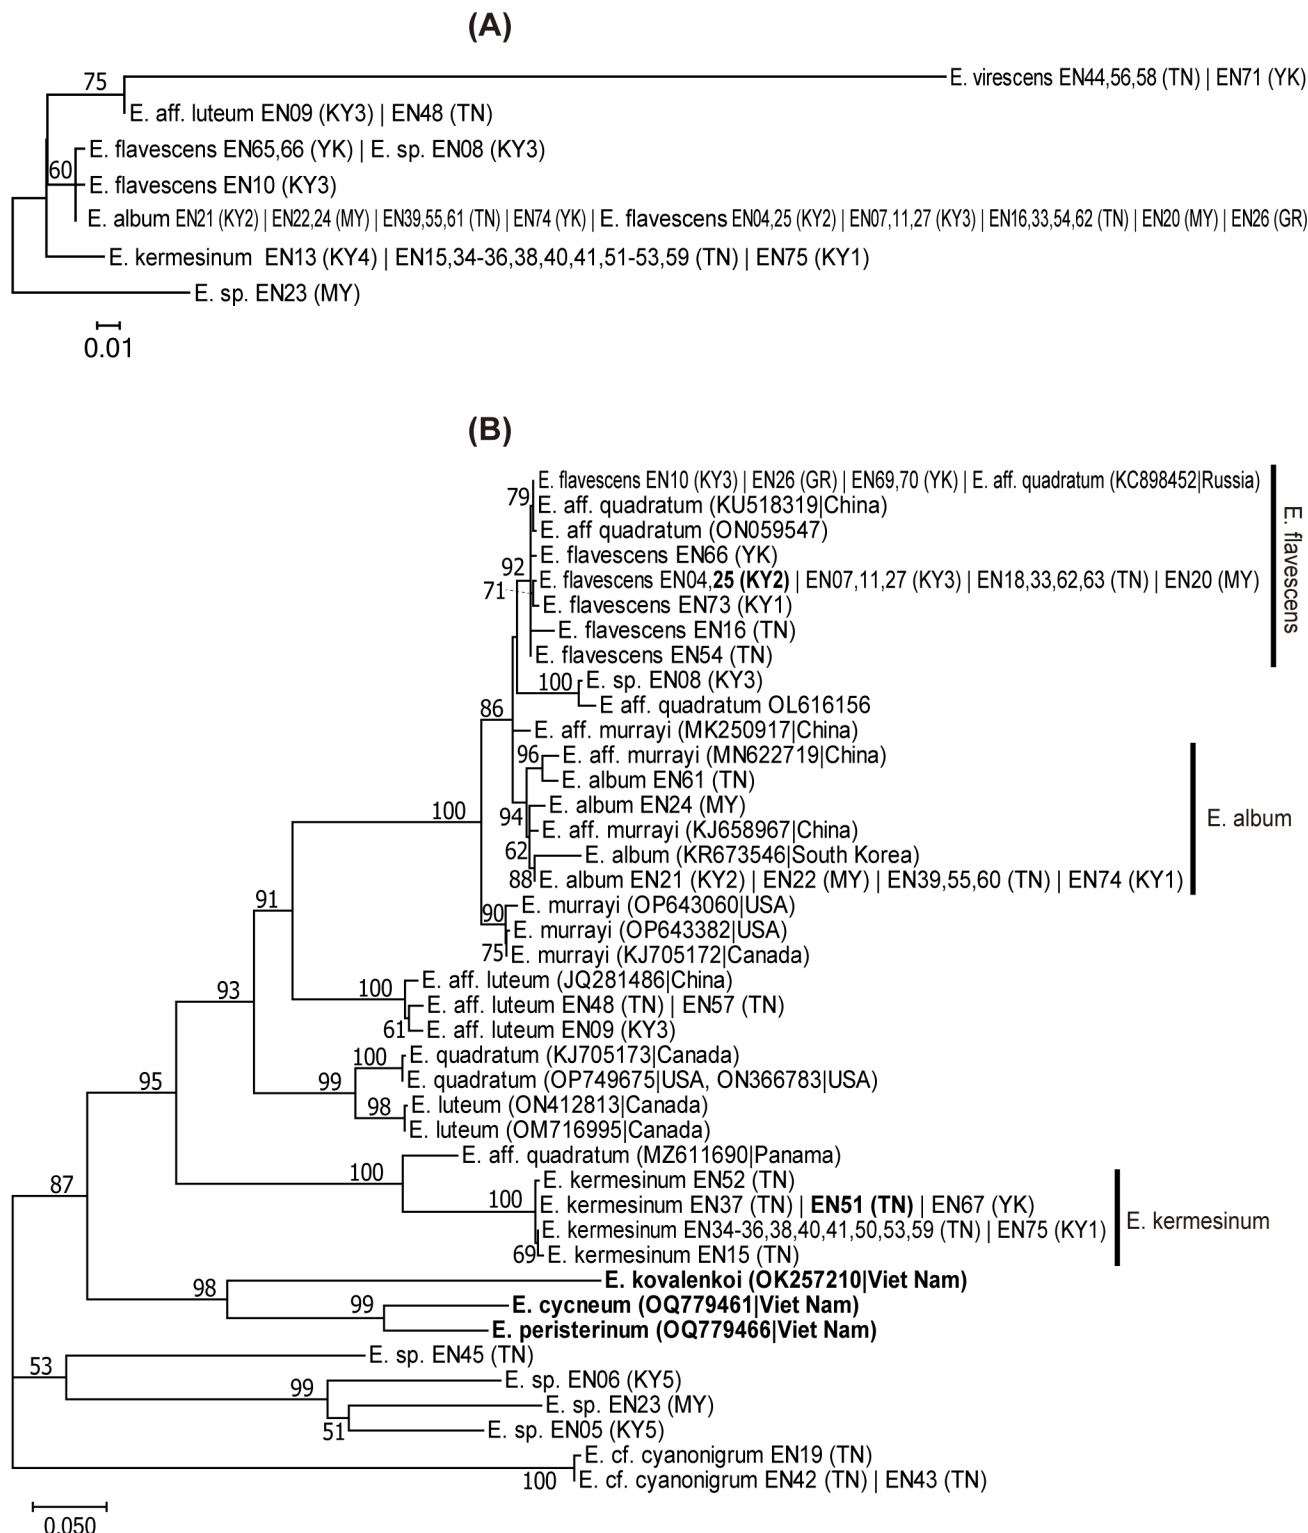 (A)
75
E. virescens EN44,56,58 (TN) | EN71 (YK)
E. aff. luteum EN09 (KY3) | EN48 (TN)
E. flavescens EN65,66 (YK) | E. sp. EN08 (KY3)
60
E. flavescens EN10 (KY3)
E. album EN21 (KY2) | EN22,24 (MY) | EN39,55,61 (TN) | EN74 (YK) | E. flavescens EN04,25 (KY2) | EN07,11,27 (KY3) | EN16,33,54,62 (TN) | EN20 (MY) | EN26 (GR)
E. kermesinum EN13 (KY4) | EN15,34-36,38,40,41,51-53,59 (TN) | EN75 (KY1)
E. sp. EN23 (MY)
0.01
(B)
E. flavescens EN10 (KY3) | EN26 (GR) | EN69,70 (YK) | E. aff. quadratum (KC898452|Russia)
79
E. aff. quadratum (KU518319|China)
E. aff quadratum (ON059547)
E. flavescens EN66 (YK)
92
E. flavescens EN04,25 (KY2) | EN07,11,27 (KY3) | EN18,33,62,63 (TN) | EN20 (MY)
71
E. flavescens EN73 (KY1)
E. flavescens EN16 (TN)
E. flavescens EN54 (TN)
E. flavescens
100
E. sp. EN08 (KY3)
E aff. quadratum OL616156
86
E. aff. murrayi (MK250917|China)
96
E. aff. murrayi (MN622719|China)
E. album EN61 (TN)
E. album EN24 (MY)
100
94
E. aff. murrayi (KJ658967|China)
E. album
62
E. album (KR673546|South Korea)
88
E. album EN21 (KY2) | EN22 (MY) | EN39,55,60 (TN) | EN74 (KY1)
91
90
E. murrayi (OP643060|USA)
E. murrayi (OP643382|USA)
75
E. murrayi (KJ705172|Canada)
93
100
E. aff. luteum (JQ281486|China)
E. aff. luteum EN48 (TN) | EN57 (TN)
61
E. aff. luteum EN09 (KY3)
100
E. quadratum (KJ705173|Canada)
95
99
E. quadratum (OP749675|USA, ON366783|USA)
98
E. luteum (ON412813|Canada)
E. luteum (OM716995|Canada)
E. aff. quadratum (MZ611690|Panama)
87
100
E. kermesinum EN52 (TN)
100
E. kermesinum EN37 (TN) | EN51 (TN) | EN67 (YK)
E. kermesinum EN34-36,38,40,41,50,53,59 (TN) | EN75 (KY1)
E. kermesinum
69
E. kermesinum EN15 (TN)
98
E. kovalenkoi (OK257210|Viet Nam)
99
E. cycneum (OQ779461|Viet Nam)
E. peristerinum (OQ779466|Viet Nam)
53
E. sp. EN45 (TN)
99
E. sp. EN06 (KY5)
E. sp. EN23 (MY)
51
E. sp. EN05 (KY5)
E. cf. cyanonigrum EN19 (TN)
100
E. cf. cyanonigrum EN42 (TN) | EN43 (TN)
0.050